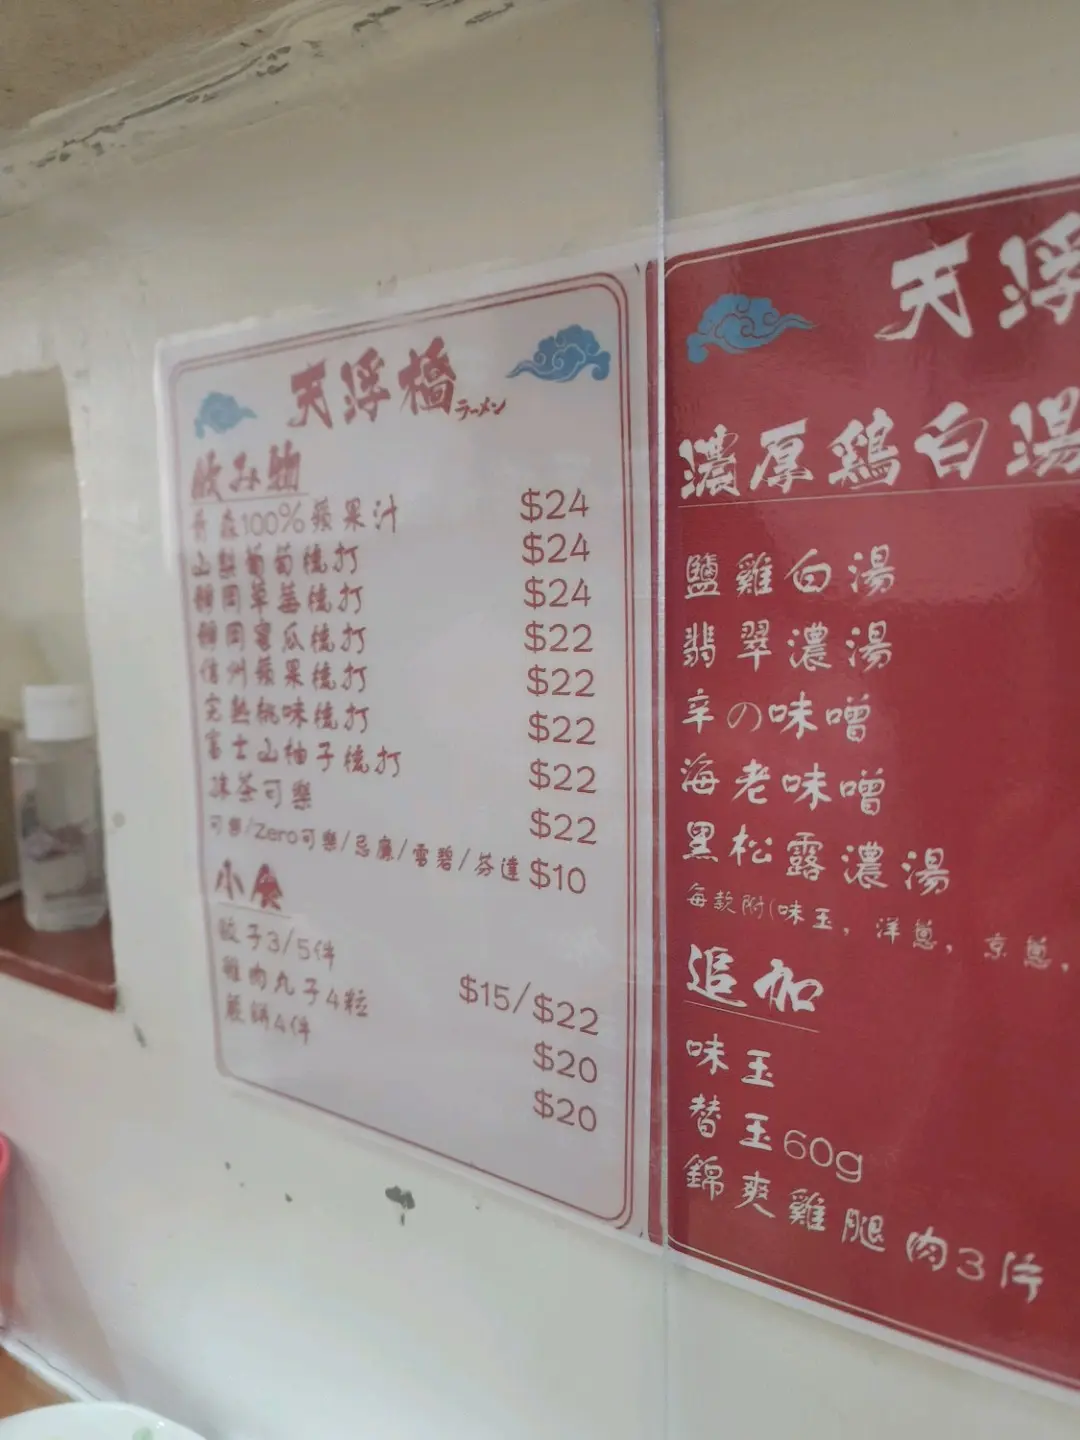 天浮橋 ラーメン
飲み物
青森100%蘋果汁 $24
山梨葡萄梳打 $24
靜岡草莓梳打 $24
靜岡蜜瓜梳打 $22
信州蘋果梳打 $22
完熟桃味梳打 $22
富士山柚子梳打 $22
抹茶可樂 $22
可樂/Zero可樂/忌廉/雪碧/芬達 $10
小食
餃子3/5件 $15/$22
雞肉丸子4粒 $20
4件 $20
天浮
濃厚鶏白湯
鹽雞白湯
翡翠濃湯
辛の味噌
海老味噌
黑松露濃湯
每款附(味玉，洋蔥，京蔥，
追加
味玉
替玉60g
錦爽雞腿肉3件